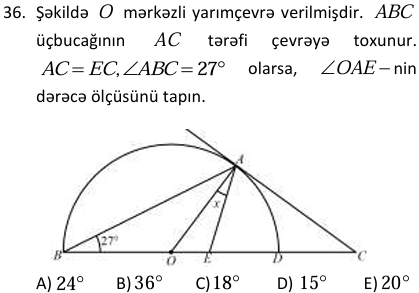 36. Şəkildə O mərkəzli yarımçevrə verilmişdir. ABC
üçbucağının AC tərəfi çevrəyə toxunur.
AC = EC, ∠ABC = 27° olarsa, ∠OAE – nin
dərəcə ölçüsünü tapın.
A
x
27°
B O E D C
A) 24° B) 36° C) 18° D) 15° E) 20°